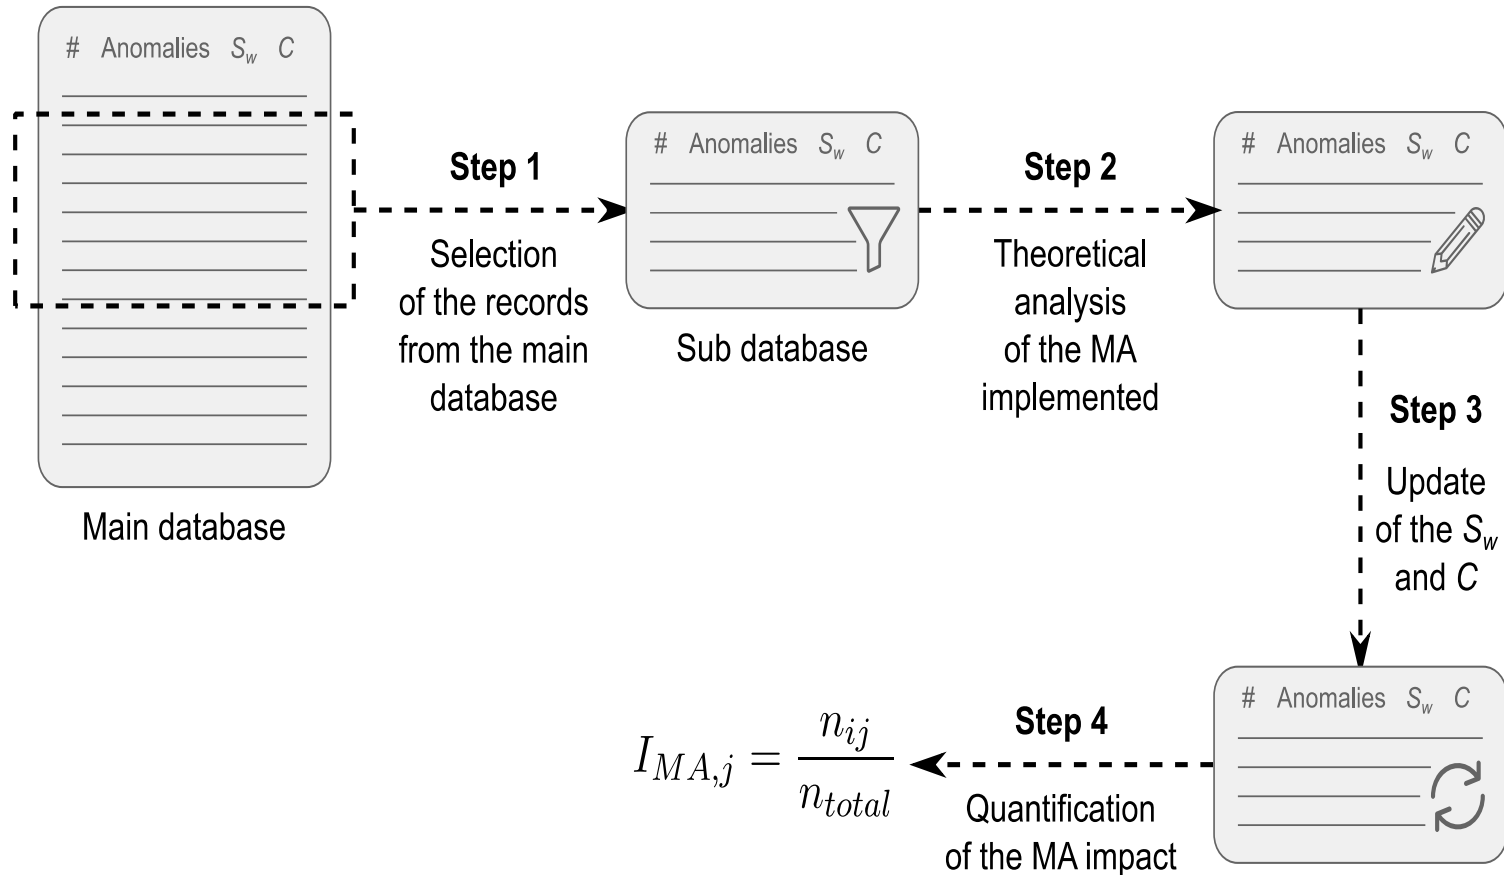 # Anomalies S_w C
Main database
Step 1
Selection
of the records
from the main
database
# Anomalies S_w C
Sub database
Step 2
Theoretical
analysis
of the MA
implemented
# Anomalies S_w C
Step 3
Update
of the S_w
and C
# Anomalies S_w C
Step 4
Quantification
of the MA impact
I_{MA,j} = \frac{n_{ij}}{n_{total}}